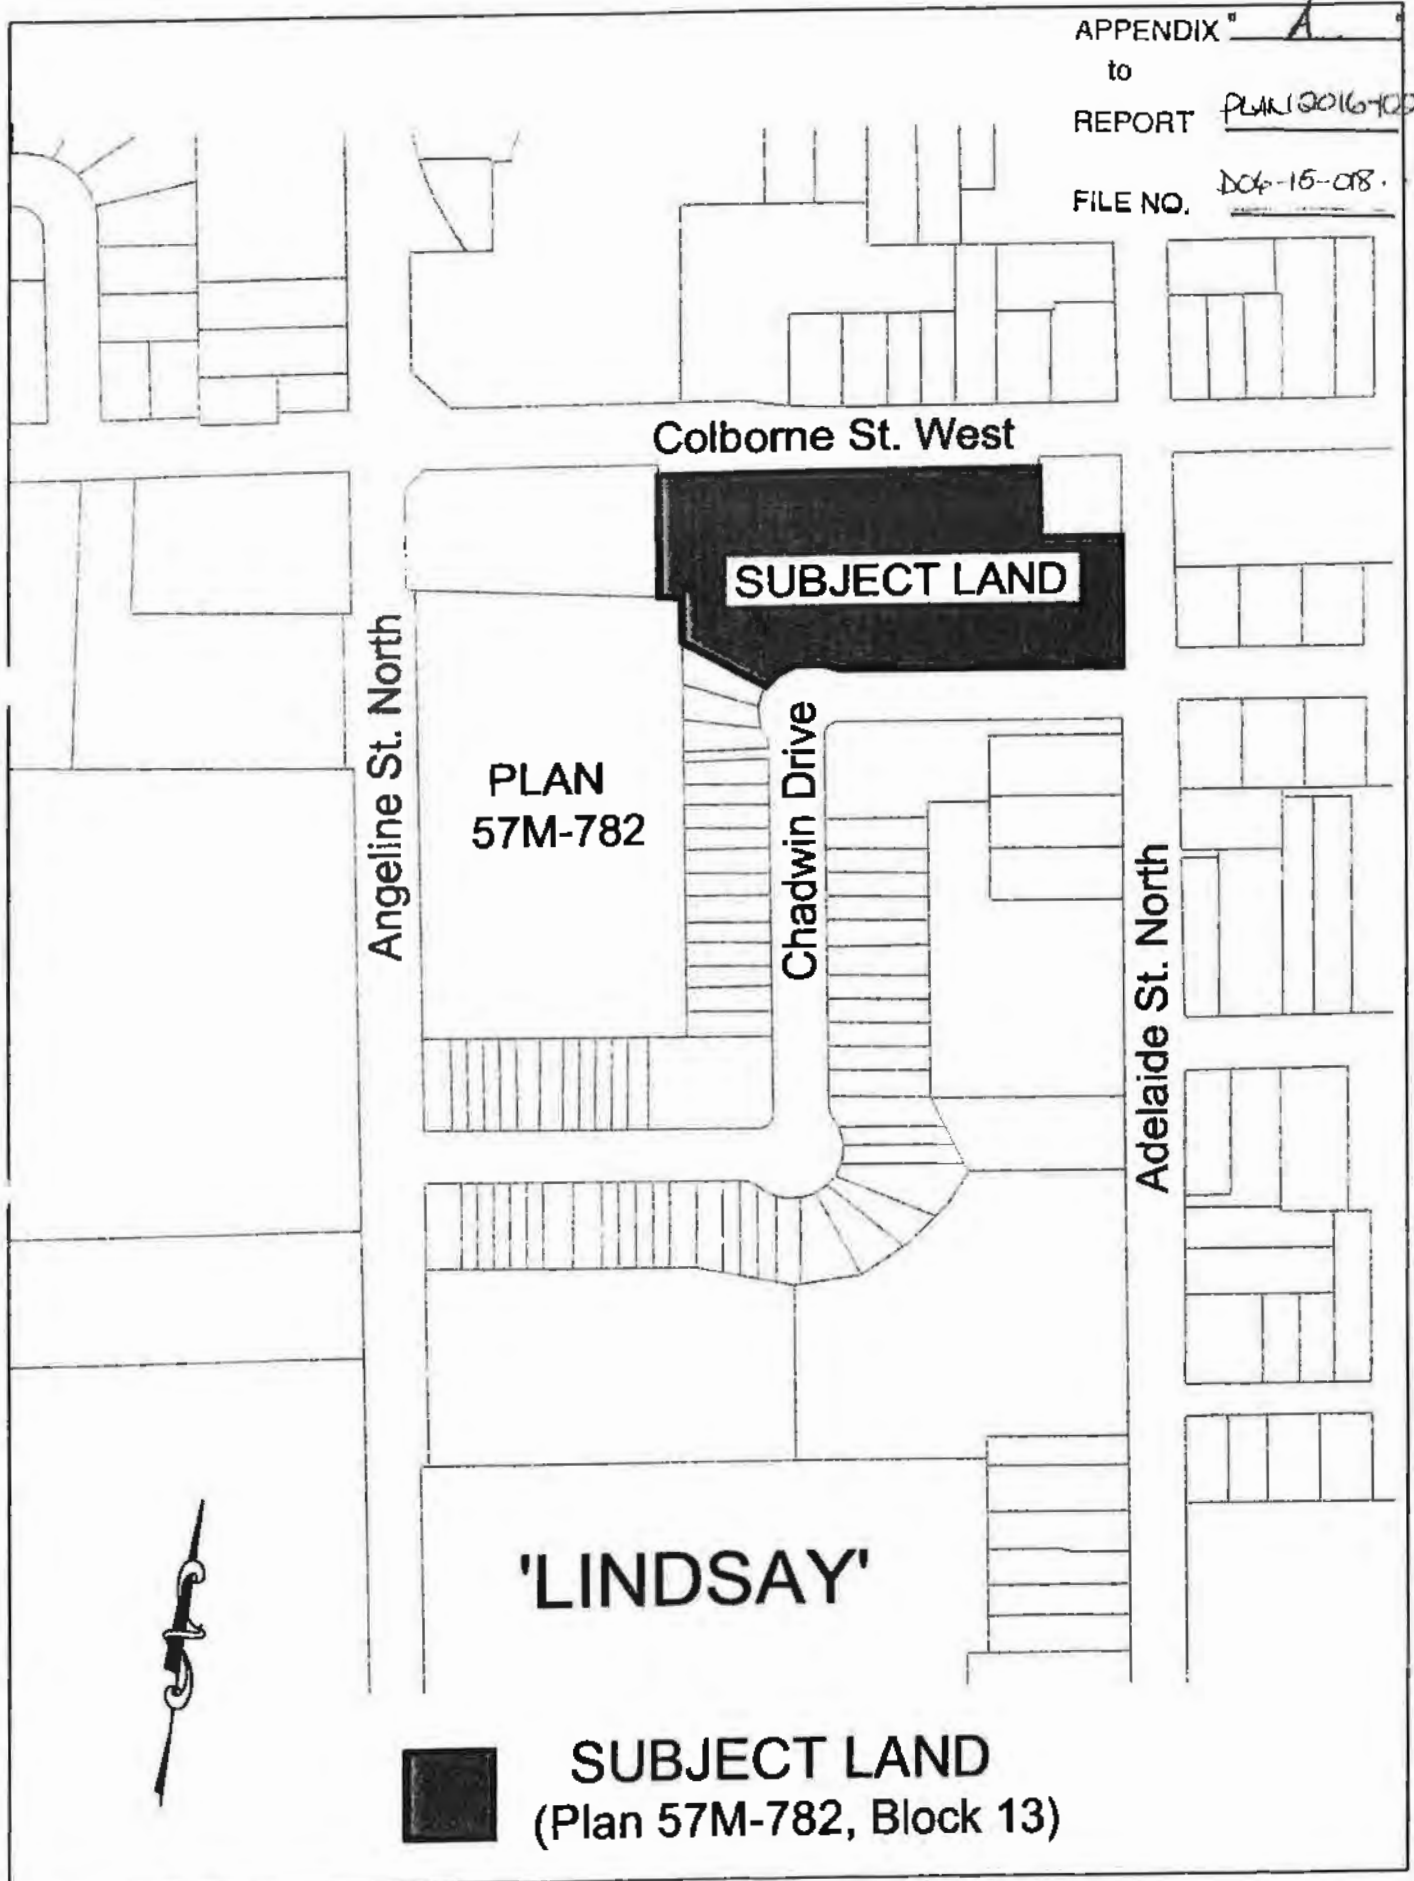 APPENDIX " A "
to
REPORT PLAN2016-100
FILE NO. D06-15-018.
Colborne St. West
SUBJECT LAND
Angeline St. North
PLAN
57M-782
Chadwin Drive
Adelaide St. North
'LINDSAY'
SUBJECT LAND
(Plan 57M-782, Block 13)